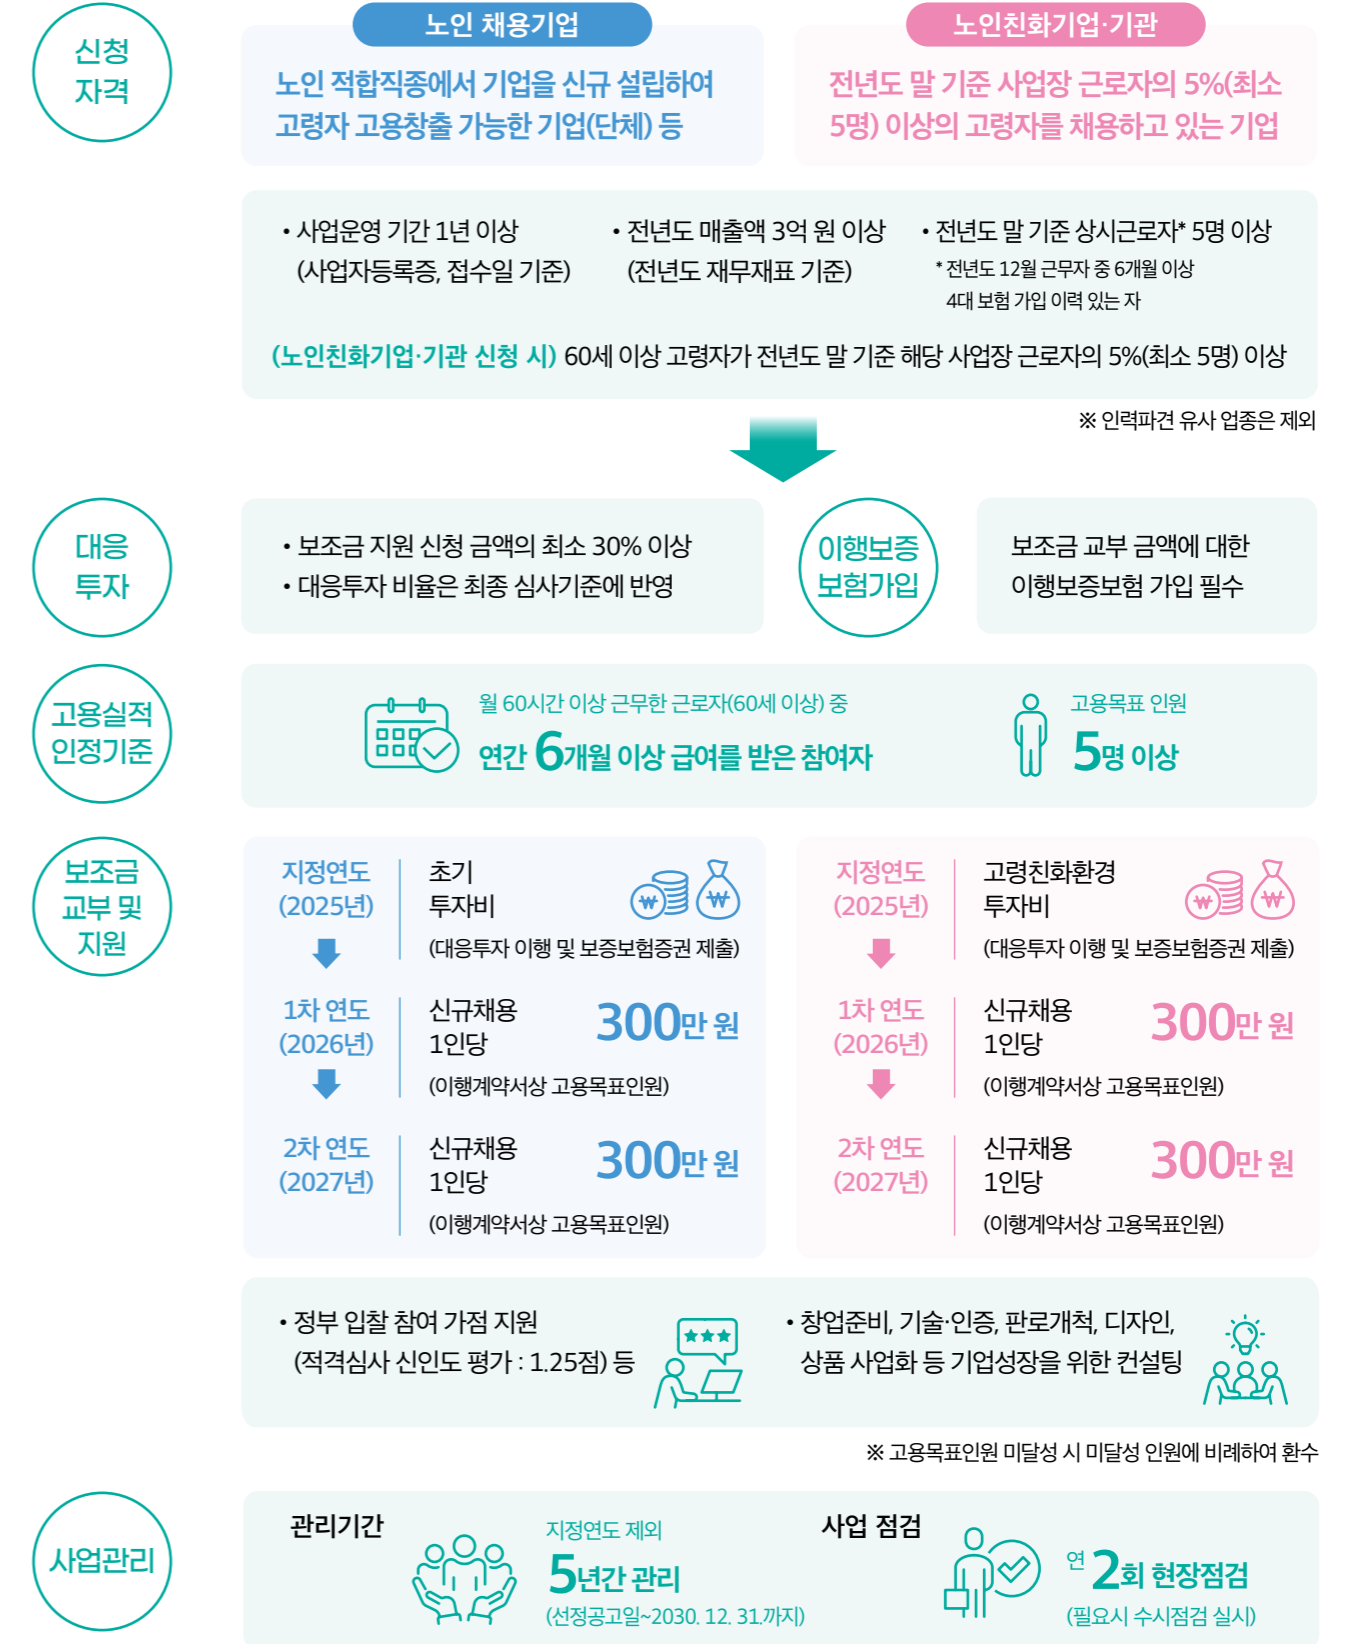 신청
자격
노인 채용기업
노인 적합직종에서 기업을 신규 설립하여
고령자 고용창출 가능한 기업(단체) 등
노인친화기업·기관
전년도 말 기준 사업장 근로자의 5%(최소
5명) 이상의 고령자를 채용하고 있는 기업
• 사업운영 기간 1년 이상
(사업자등록증, 접수일 기준)
• 전년도 매출액 3억 원 이상
(전년도 재무재표 기준)
• 전년도 말 기준 상시근로자* 5명 이상
* 전년도 12월 근무자 중 6개월 이상
4대 보험 가입 이력 있는 자
(노인친화기업·기관 신청 시) 60세 이상 고령자가 전년도 말 기준 해당 사업장 근로자의 5%(최소 5명) 이상
※ 인력파견 유사 업종은 제외
대응
투자
• 보조금 지원 신청 금액의 최소 30% 이상
• 대응투자 비율은 최종 심사기준에 반영
이행보증
보험가입
보조금 교부 금액에 대한
이행보증보험 가입 필수
고용실적
인정기준
월 60시간 이상 근무한 근로자(60세 이상) 중
연간 6개월 이상 급여를 받은 참여자
고용목표 인원
5명 이상
보조금
교부 및
지원
지정연도
(2025년)
초기
투자비
(대응투자 이행 및 보증보험증권 제출)
1차 연도
(2026년)
신규채용
1인당
300만 원
(이행계약서상 고용목표인원)
2차 연도
(2027년)
신규채용
1인당
300만 원
(이행계약서상 고용목표인원)
지정연도
(2025년)
고령친화환경
투자비
(대응투자 이행 및 보증보험증권 제출)
1차 연도
(2026년)
신규채용
1인당
300만 원
(이행계약서상 고용목표인원)
2차 연도
(2027년)
신규채용
1인당
300만 원
(이행계약서상 고용목표인원)
• 정부 입찰 참여 가점 지원
(적격심사 신인도 평가 : 1.25점) 등
• 창업준비, 기술·인증, 판로개척, 디자인,
상품 사업화 등 기업성장을 위한 컨설팅
※ 고용목표인원 미달성 시 미달성 인원에 비례하여 환수
사업관리
관리기간
지정연도 제외
5년간 관리
(선정공고일~2030. 12. 31.까지)
사업 점검
연 2회 현장점검
(필요시 수시점검 실시)